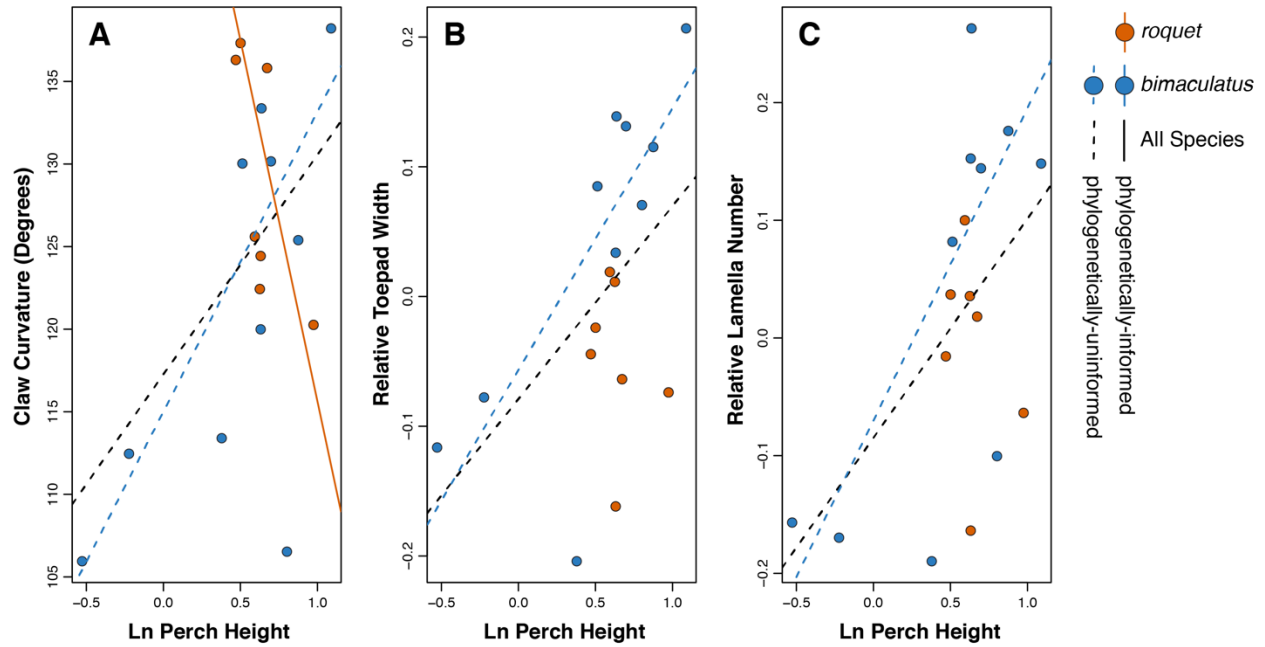 A
Claw Curvature (Degrees)
105
110
115
120
125
130
135
−0.5
0.0
0.5
1.0
Ln Perch Height
B
Relative Toepad Width
−0.2
−0.1
0.0
0.1
0.2
−0.5
0.0
0.5
1.0
Ln Perch Height
C
Relative Lamella Number
−0.2
−0.1
0.0
0.1
0.2
−0.5
0.0
0.5
1.0
Ln Perch Height
roquet
bimaculatus
All Species
phylogenetically-uninformed
phylogenetically-informed